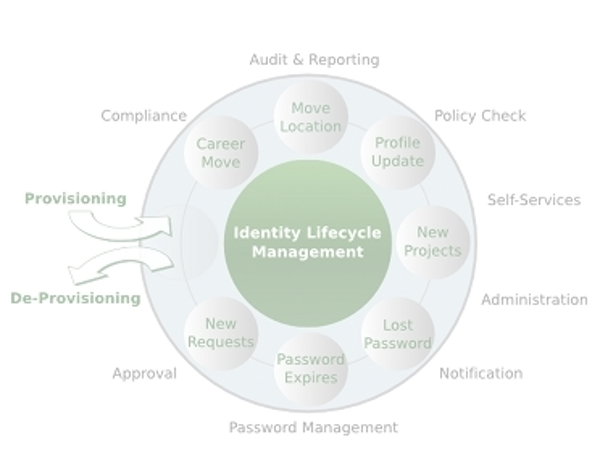 Audit & Reporting
Compliance
Policy Check
Move
Location
Career
Move
Profile
Update
Provisioning
Self-Services
Identity Lifecycle
Management
New
Projects
De-Provisioning
Administration
New
Requests
Lost
Password
Password
Expires
Approval
Notification
Password Management